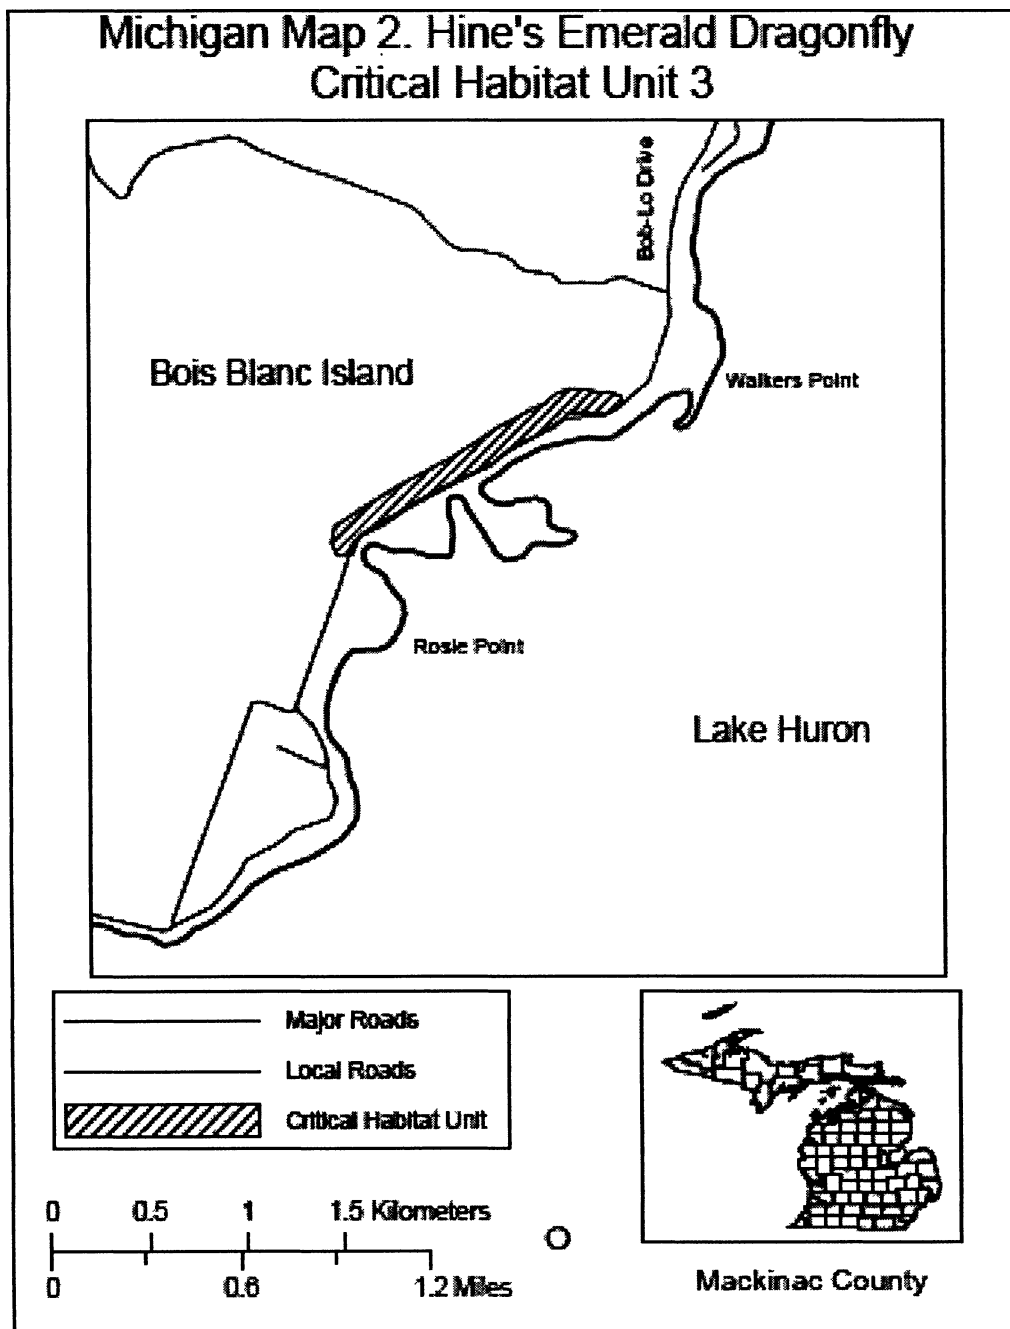 Michigan Map 2. Hine's Emerald Dragonfly
Critical Habitat Unit 3
Bob-Lo Drive
Bois Blanc Island
Walkers Point
Rosie Point
Lake Huron
Major Roads
Local Roads
Critical Habitat Unit
0 0.5 1 1.5 Kilometers
0 0.6 1.2 Miles
Mackinac County